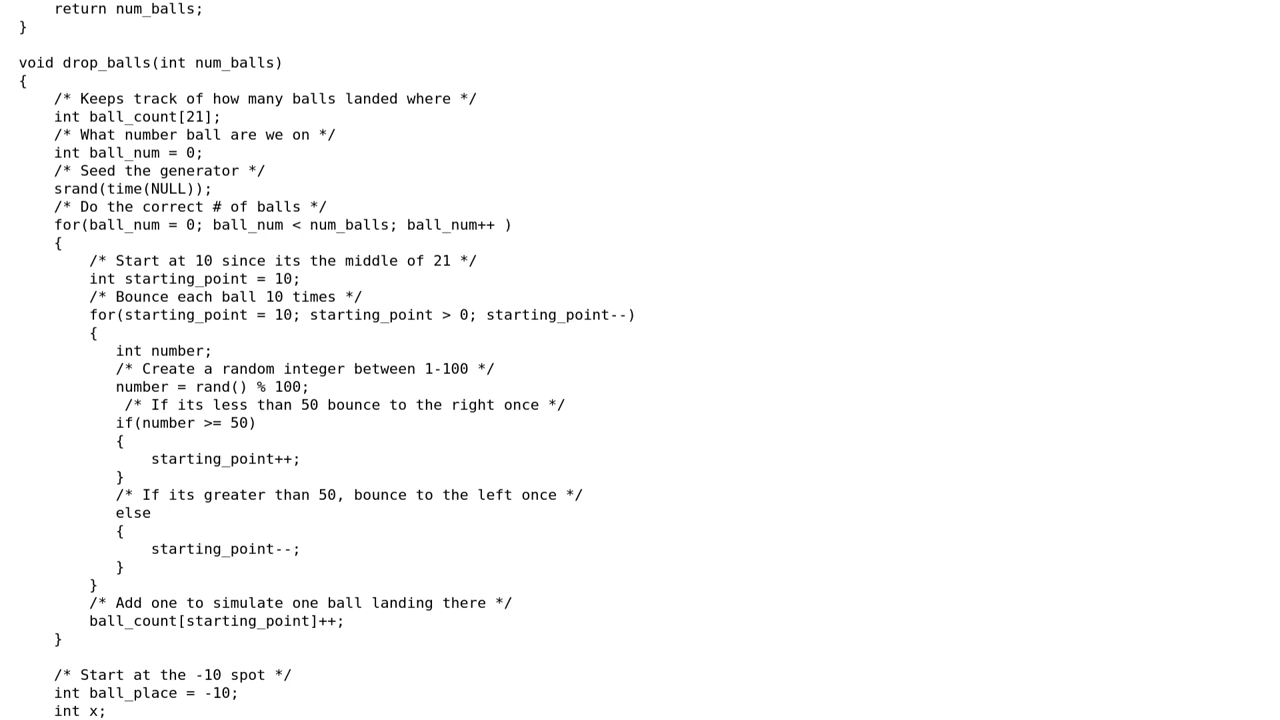 return num_balls;
}

void drop_balls(int num_balls)
{
    /* Keeps track of how many balls landed where */
    int ball_count[21];
    /* What number ball are we on */
    int ball_num = 0;
    /* Seed the generator */
    srand(time(NULL));
    /* Do the correct # of balls */
    for(ball_num = 0; ball_num < num_balls; ball_num++ )
    {
        /* Start at 10 since its the middle of 21 */
        int starting_point = 10;
        /* Bounce each ball 10 times */
        for(starting_point = 10; starting_point > 0; starting_point--)
        {
           int number;
           /* Create a random integer between 1-100 */
           number = rand() % 100;
            /* If its less than 50 bounce to the right once */
           if(number >= 50)
           {
               starting_point++;
           }
           /* If its greater than 50, bounce to the left once */
           else
           {
               starting_point--;
           }
        }
        /* Add one to simulate one ball landing there */
        ball_count[starting_point]++;
    }

    /* Start at the -10 spot */
    int ball_place = -10;
    int x;